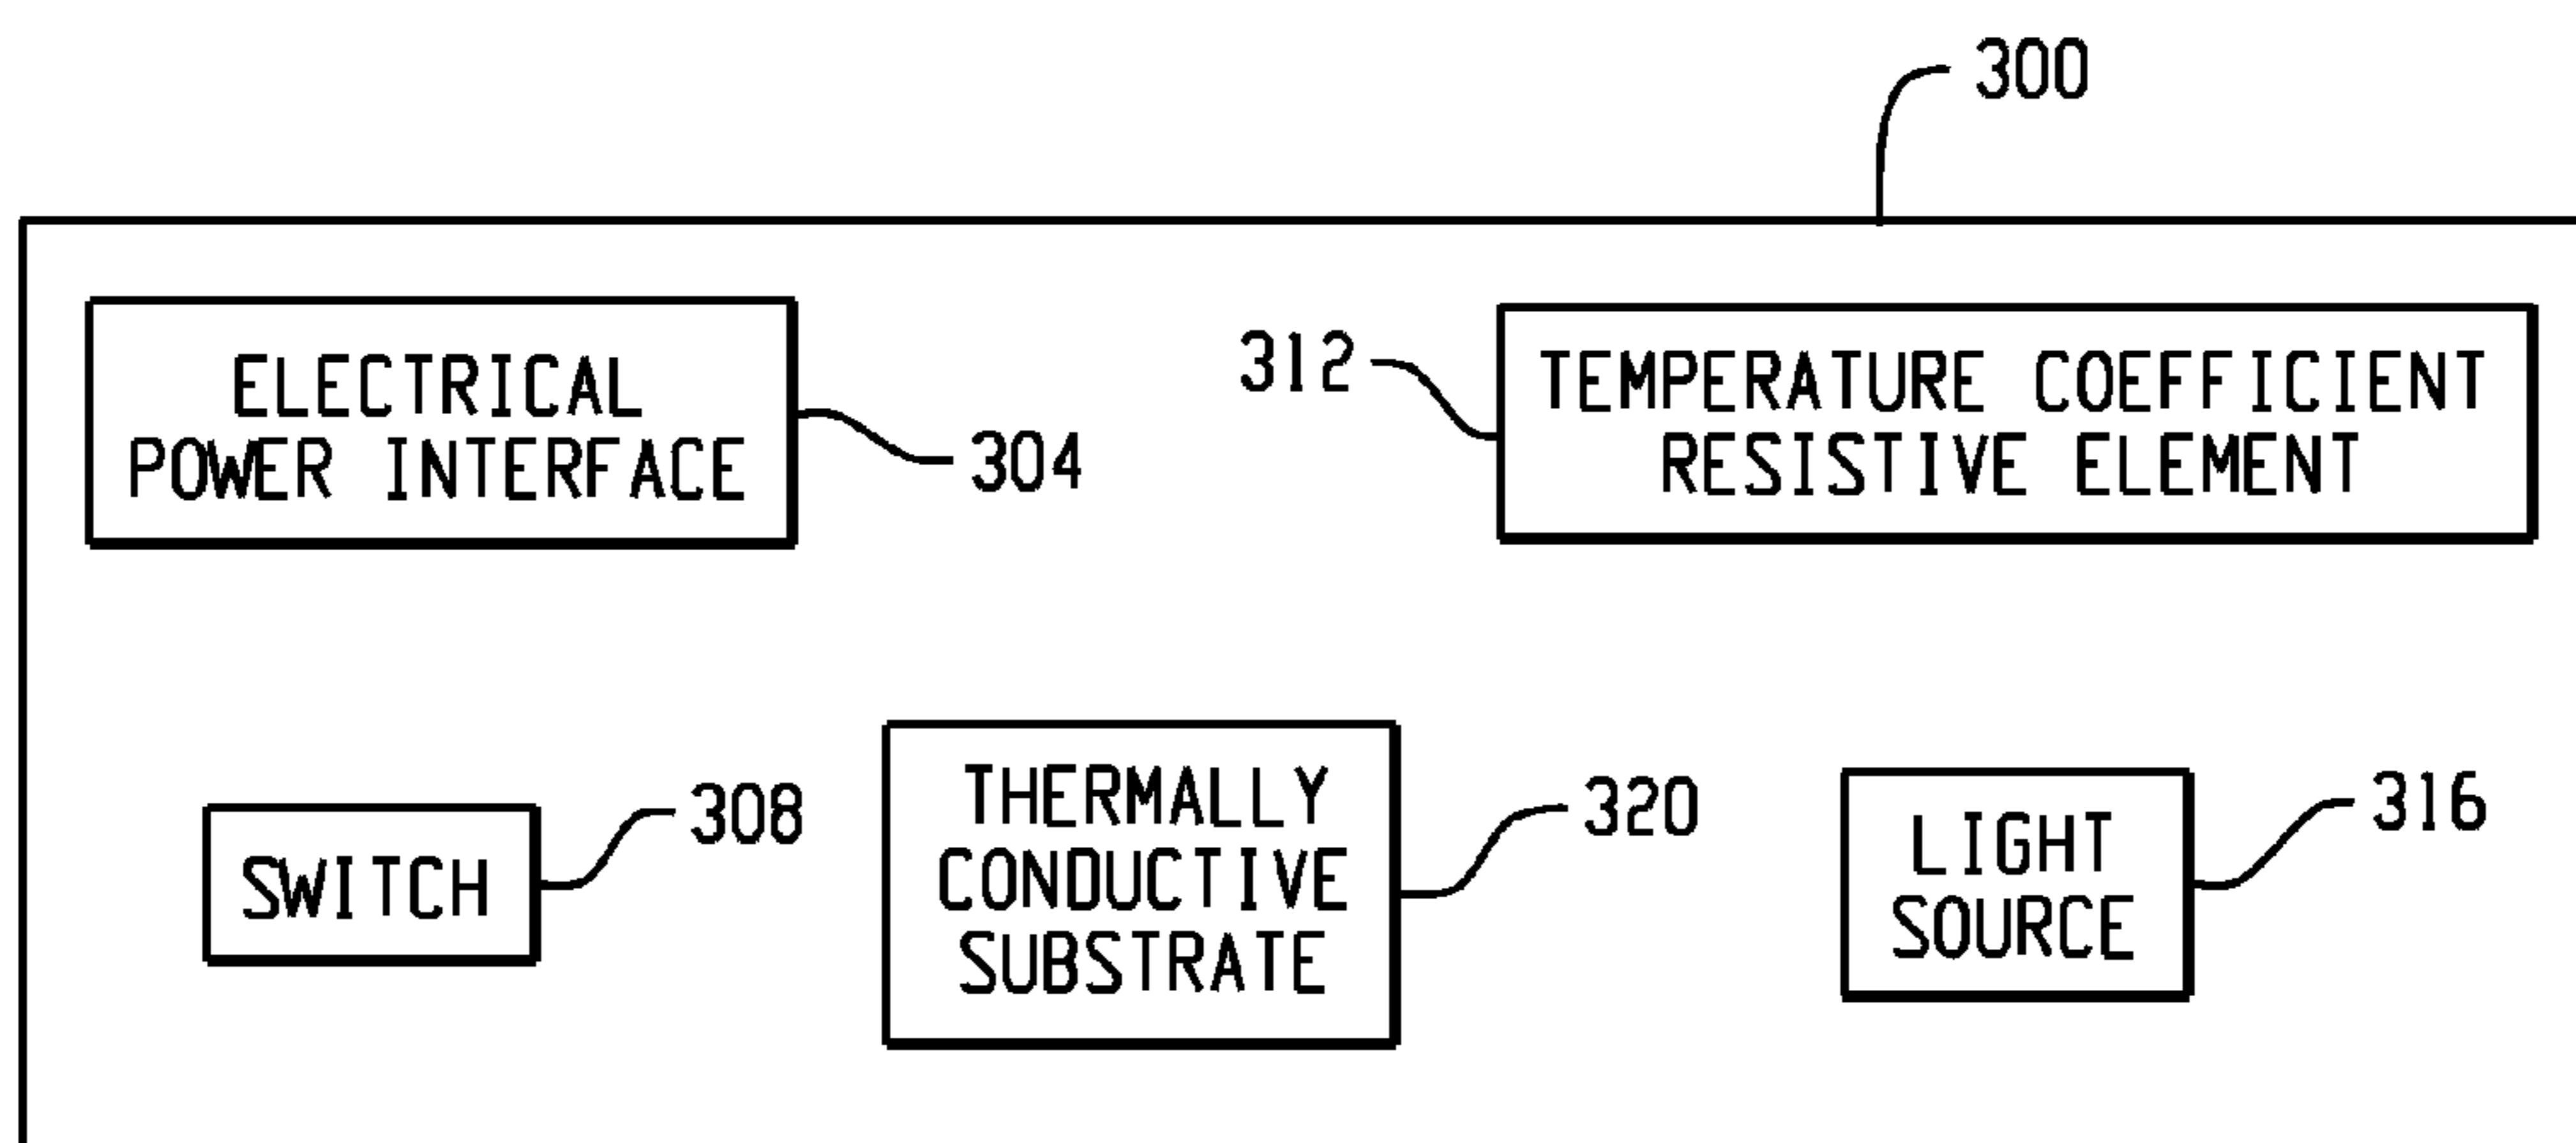 300
ELECTRICAL
POWER INTERFACE
304
312
TEMPERATURE COEFFICIENT
RESISTIVE ELEMENT
SWITCH
308
THERMALLY
CONDUCTIVE
SUBSTRATE
320
LIGHT
SOURCE
316